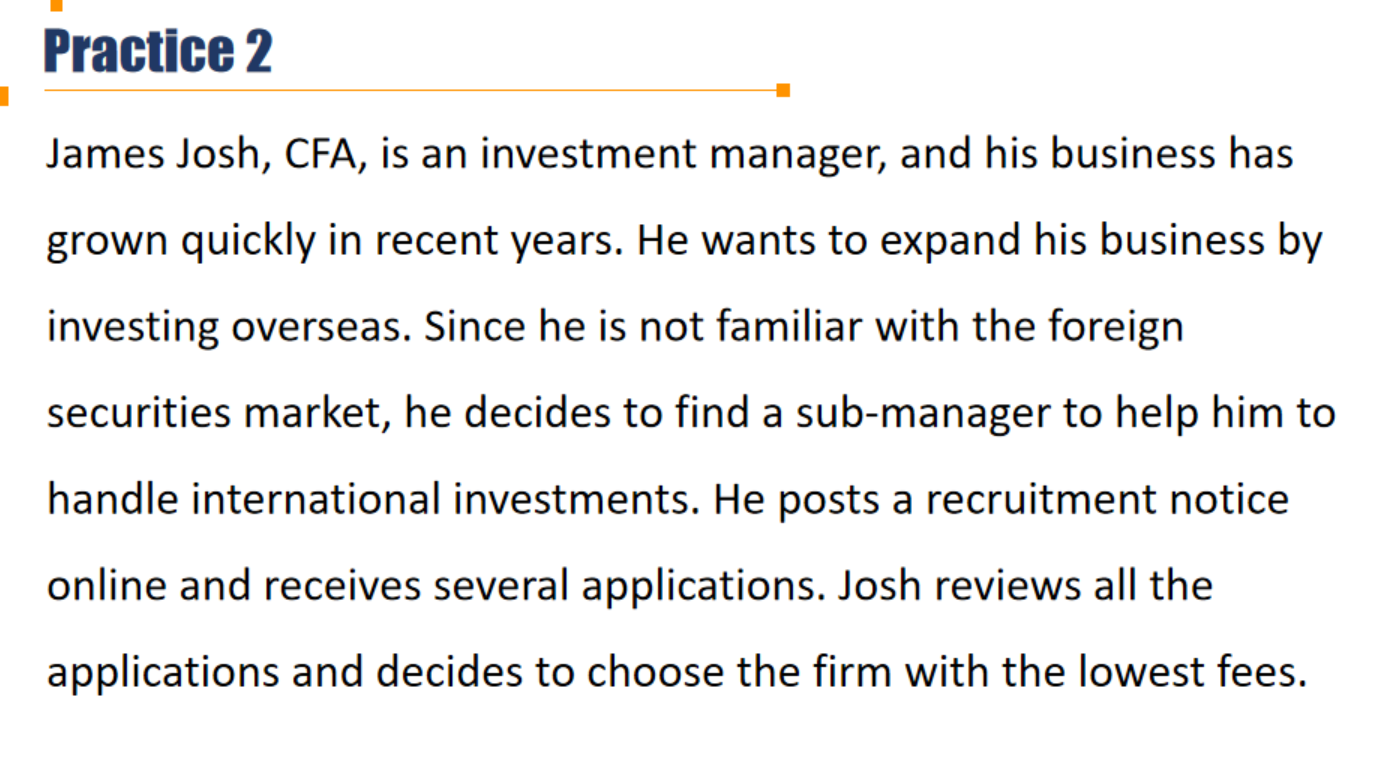 Practice 2
James Josh, CFA, is an investment manager, and his business has
grown quickly in recent years. He wants to expand his business by
investing overseas. Since he is not familiar with the foreign
securities market, he decides to find a sub-manager to help him to
handle international investments. He posts a recruitment notice
online and receives several applications. Josh reviews all the
applications and decides to choose the firm with the lowest fees.